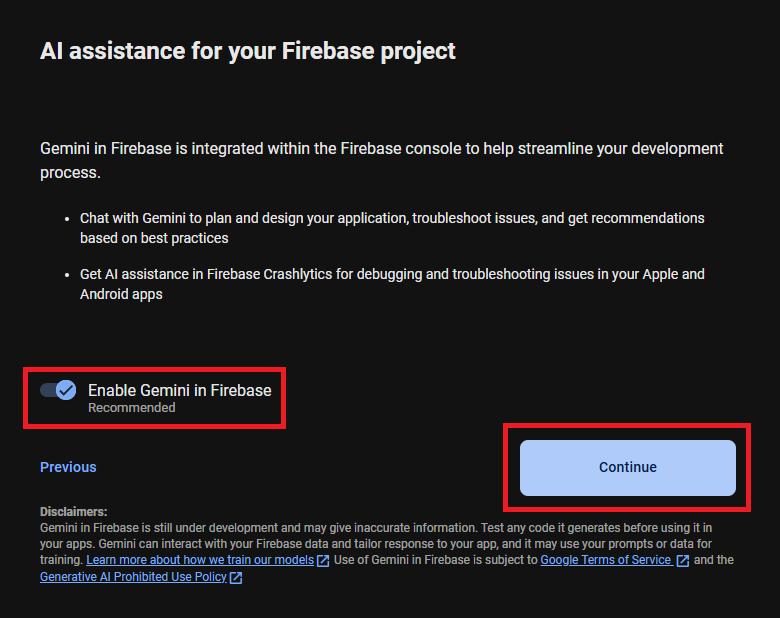 AI assistance for your Firebase project
Gemini in Firebase is integrated within the Firebase console to help streamline your development
process.
• Chat with Gemini to plan and design your application, troubleshoot issues, and get recommendations
based on best practices
• Get AI assistance in Firebase Crashlytics for debugging and troubleshooting issues in your Apple and
Android apps
Enable Gemini in Firebase
Recommended
Previous
Continue
Disclaimers:
Gemini in Firebase is still under development and may give inaccurate information. Test any code it generates before using it in
your apps. Gemini can interact with your Firebase data and tailor response to your app, and it may use your prompts or data for
training. Learn more about how we train our models Use of Gemini in Firebase is subject to Google Terms of Service and the
Generative AI Prohibited Use Policy